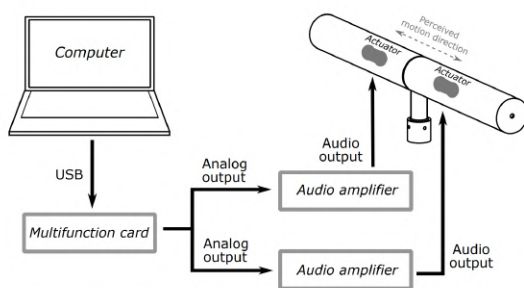 Computer
Perceived
motion direction
Actuator
Actuator
USB
Multifunction card
Analog
output
Audio amplifier
Audio
output
Analog
output
Audio amplifier
Audio
output